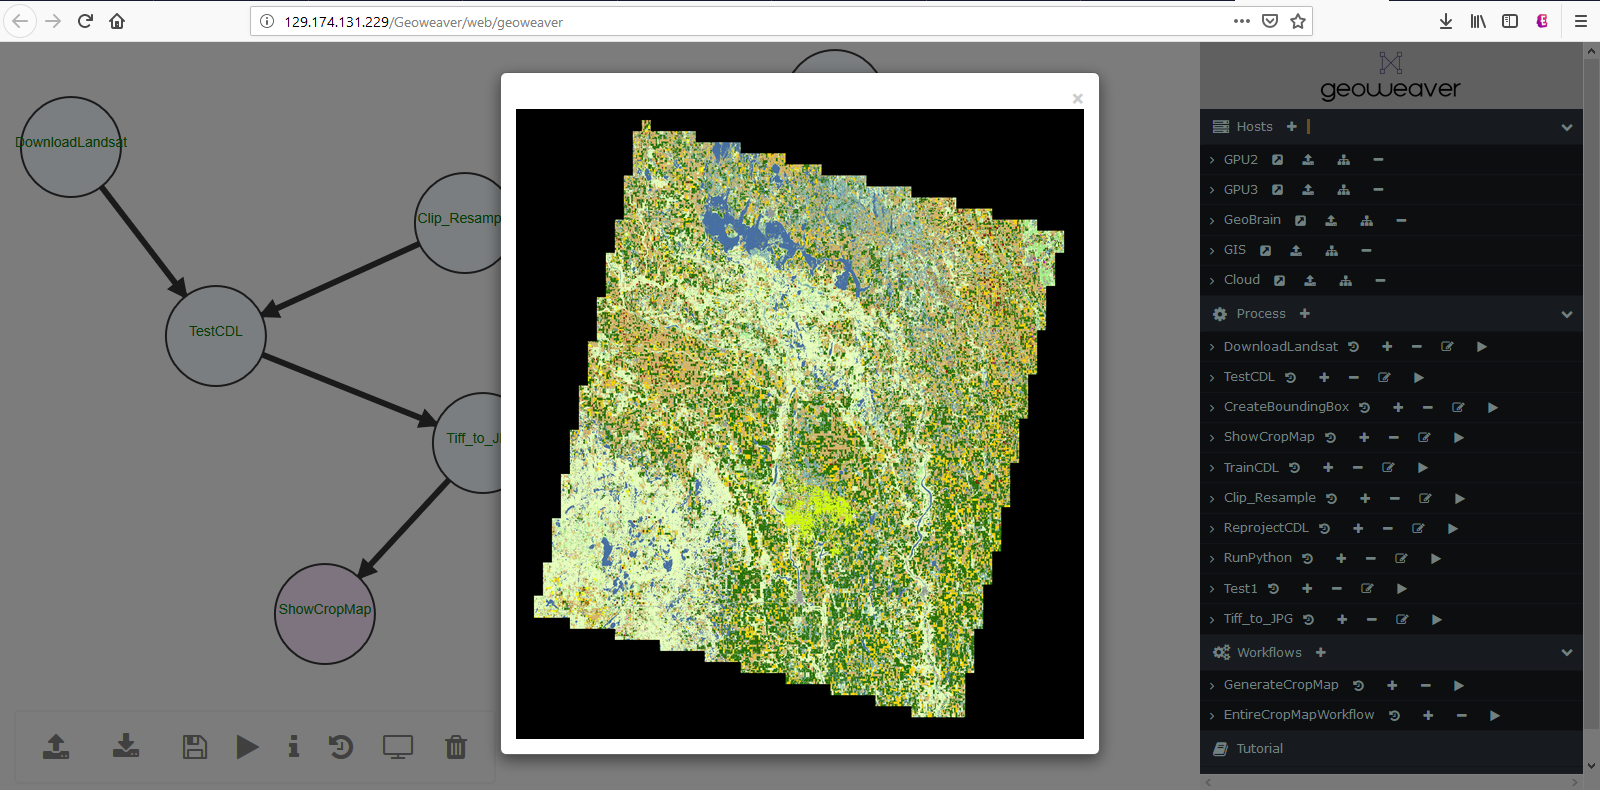 129.174.131.229/Geoweaver/web/geoweaver
DownloadLandsat
Clip_Resamp
TestCDL
Tiff_to_J
ShowCropMap
×
geoweaver
Hosts
GPU2
GPU3
GeoBrain
GIS
Cloud
Process
DownloadLandsat
TestCDL
CreateBoundingBox
ShowCropMap
TrainCDL
Clip_Resample
ReprojectCDL
RunPython
Test1
Tiff_to_JPG
Workflows
GenerateCropMap
EntireCropMapWorkflow
Tutorial